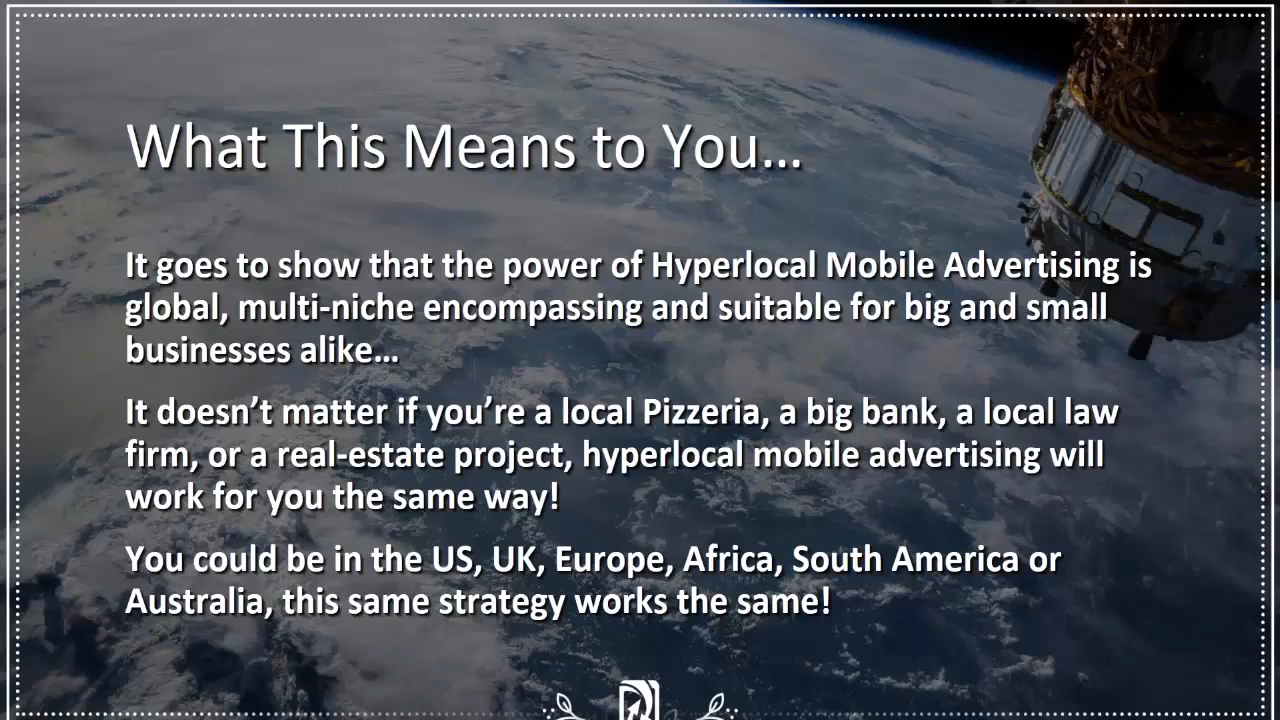 What This Means to You…
It goes to show that the power of Hyperlocal Mobile Advertising is
global, multi-niche encompassing and suitable for big and small
businesses alike…
It doesn’t matter if you’re a local Pizzeria, a big bank, a local law
firm, or a real-estate project, hyperlocal mobile advertising will
work for you the same way!
You could be in the US, UK, Europe, Africa, South America or
Australia, this same strategy works the same!